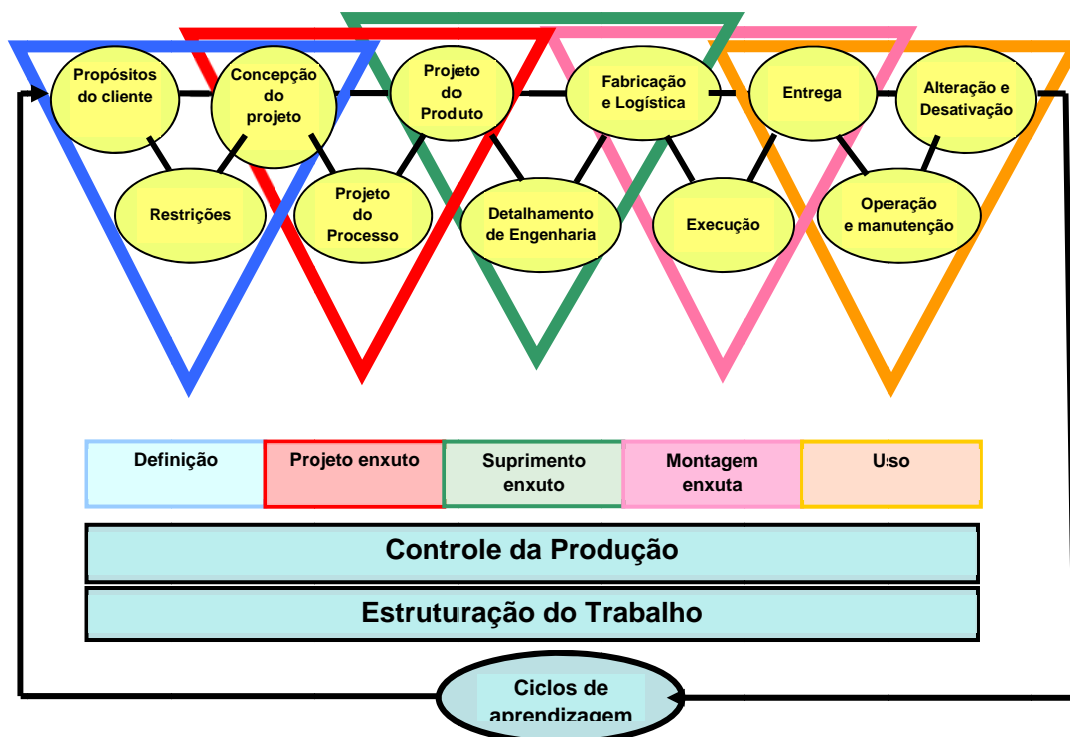 Propósitos
do cliente
Concepção
do
projeto
Projeto
do
Produto
Fabricação
e Logística
Entrega
Alteração e
Desativação
Restrições
Projeto
do
Processo
Detalhamento
de Engenharia
Execução
Operação
e manutenção
Definição
Projeto enxuto
Suprimento
enxuto
Montagem
enxuta
Uso
Controle da Produção
Estruturação do Trabalho
Ciclos de
aprendizagem